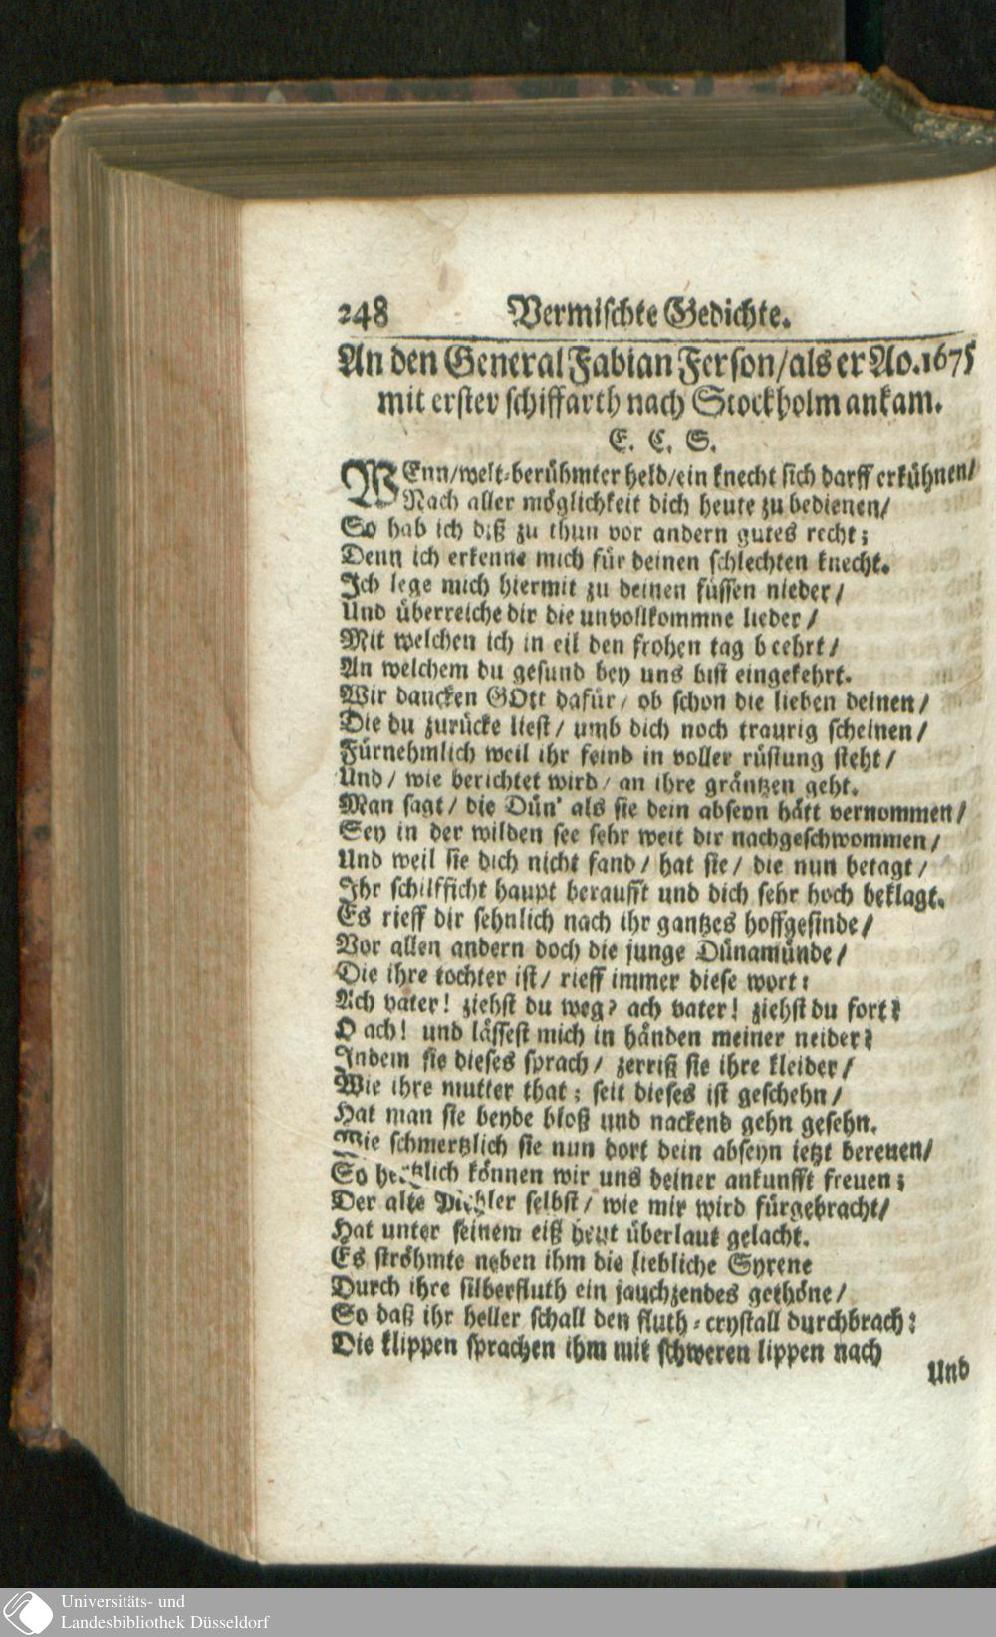 248 Vermischte Gedichte.
An den General Fabian Ferson/als er Ao.1675
mit erster schiffarth nach Stockholm ankam.
E. C. S.
WEnn/welt-berühmter held/ein knecht sich darff erkühnen/
Nach aller möglichkeit dich heute zu bedienen/
So hab ich diß zu thun vor andern gutes recht;
Denn ich erkenne mich für deinen schlechten knecht.
Ich lege mich hiermit zu deinen füssen nieder/
Und überreiche dir die unvollkommne lieder/
Mit welchen ich in eil den frohen tag beehrt/
An welchem du gesund bey uns bist eingekehrt.
Wir dancken GOtt dafür/ ob schon die lieben deinen/
Die du zurücke liest/ umb dich noch traurig scheinen/
Fürnehmlich weil ihr feind in voller rüstung steht/
Und/ wie berichtet wird/ an ihre gräntzen geht.
Man sagt/ die Dün' als sie dein abseyn hätt vernommen/
Sey in der wilden see sehr weit dir nachgeschwommen/
Und weil sie dich nicht fand/ hat sie/ die nun betagt/
Ihr schilfficht haupt beraufft und dich sehr hoch beklagt.
Es rieff dir sehnlich nach ihr gantzes hoffgesinde/
Vor allen andern doch die junge Dünamünde/
Die ihre tochter ist/ rieff immer diese wort:
Ach vater! ziehst du weg? ach vater! ziehst du fort?
O ach! und lässest mich in händen meiner neider?
Indem sie dieses sprach/ zerriß sie ihre kleider/
Wie ihre mutter that; seit dieses ist geschehn/
Hat man sie beyde bloß und nackend gehn gesehn.
Wie schmertzlich sie nun dort dein abseyn jetzt bereuen/
So hertzlich können wir uns deiner ankunfft freuen;
Der alte selbst/ wie mir wird fürgebracht/
Hat unter seinem eiß heut überlaut gelacht.
Es ströhmte neben ihm die liebliche Syrene
Durch ihre silberfluth ein jauchzendes gethöne/
So daß ihr heller schall den fluth-crystall durchbrach:
Die klippen sprachen ihm mit schweren lippen nach
Und
Universitäts- und
Landesbibliothek Düsseldorf